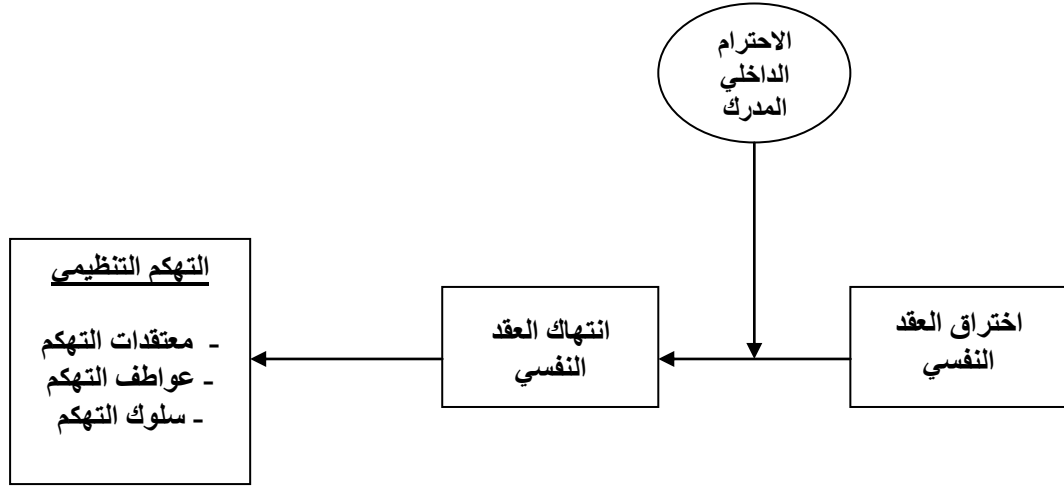 الاحترام
الداخلي
المدرك
اختراق العقد
النفسي
انتهاك العقد
النفسي
التهكم التنظيمي
- معتقدات التهكم
- عواطف التهكم
- سلوك التهكم